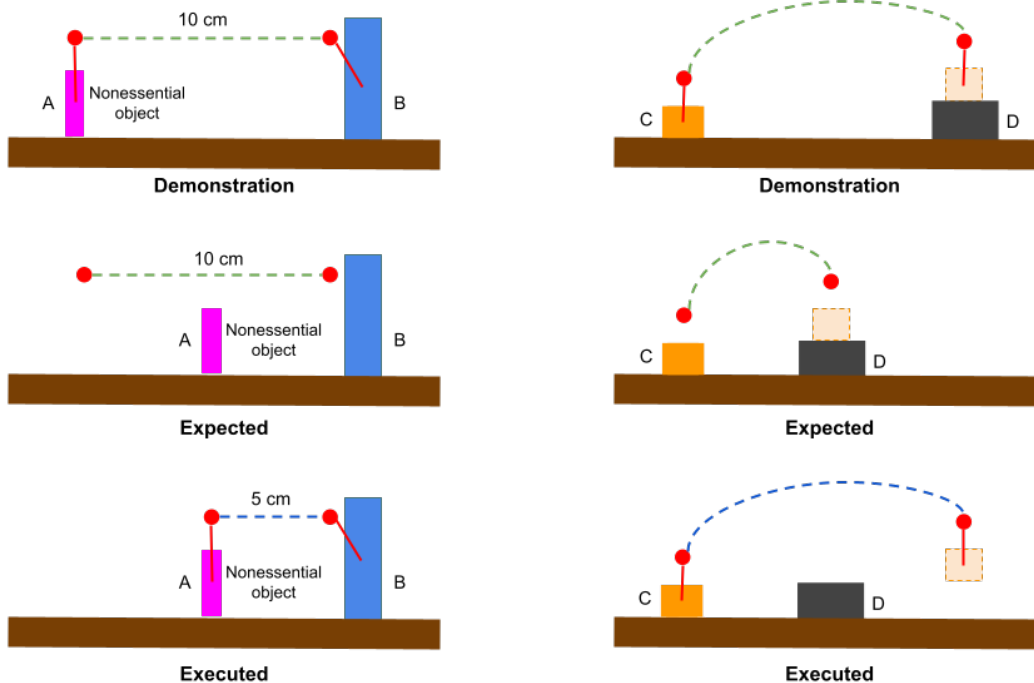 10 cm
A
Nonessential
object
B
Demonstration
C
D
Demonstration
10 cm
A
Nonessential
object
B
Expected
C
D
Expected
5 cm
A
Nonessential
object
B
Executed
C
D
Executed